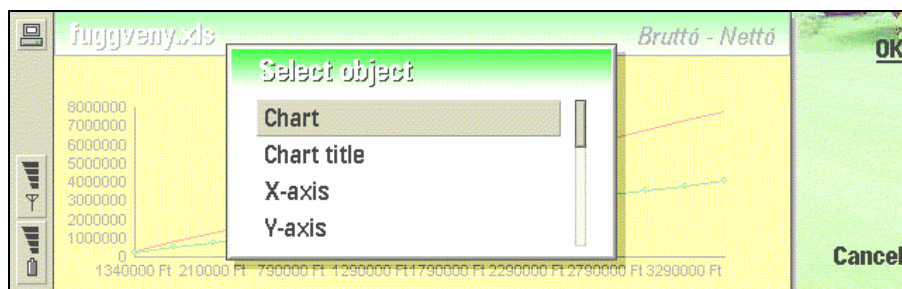 fuggveny.xls
Bruttó - Nettó
OK
Select object
Chart
Chart title
X-axis
Y-axis
8000000
7000000
6000000
5000000
4000000
3000000
2000000
1000000
0
1340000 Ft 210000 Ft 790000 Ft 1290000 Ft 1790000 Ft 2290000 Ft 2790000 Ft 3290000 Ft
Cancel